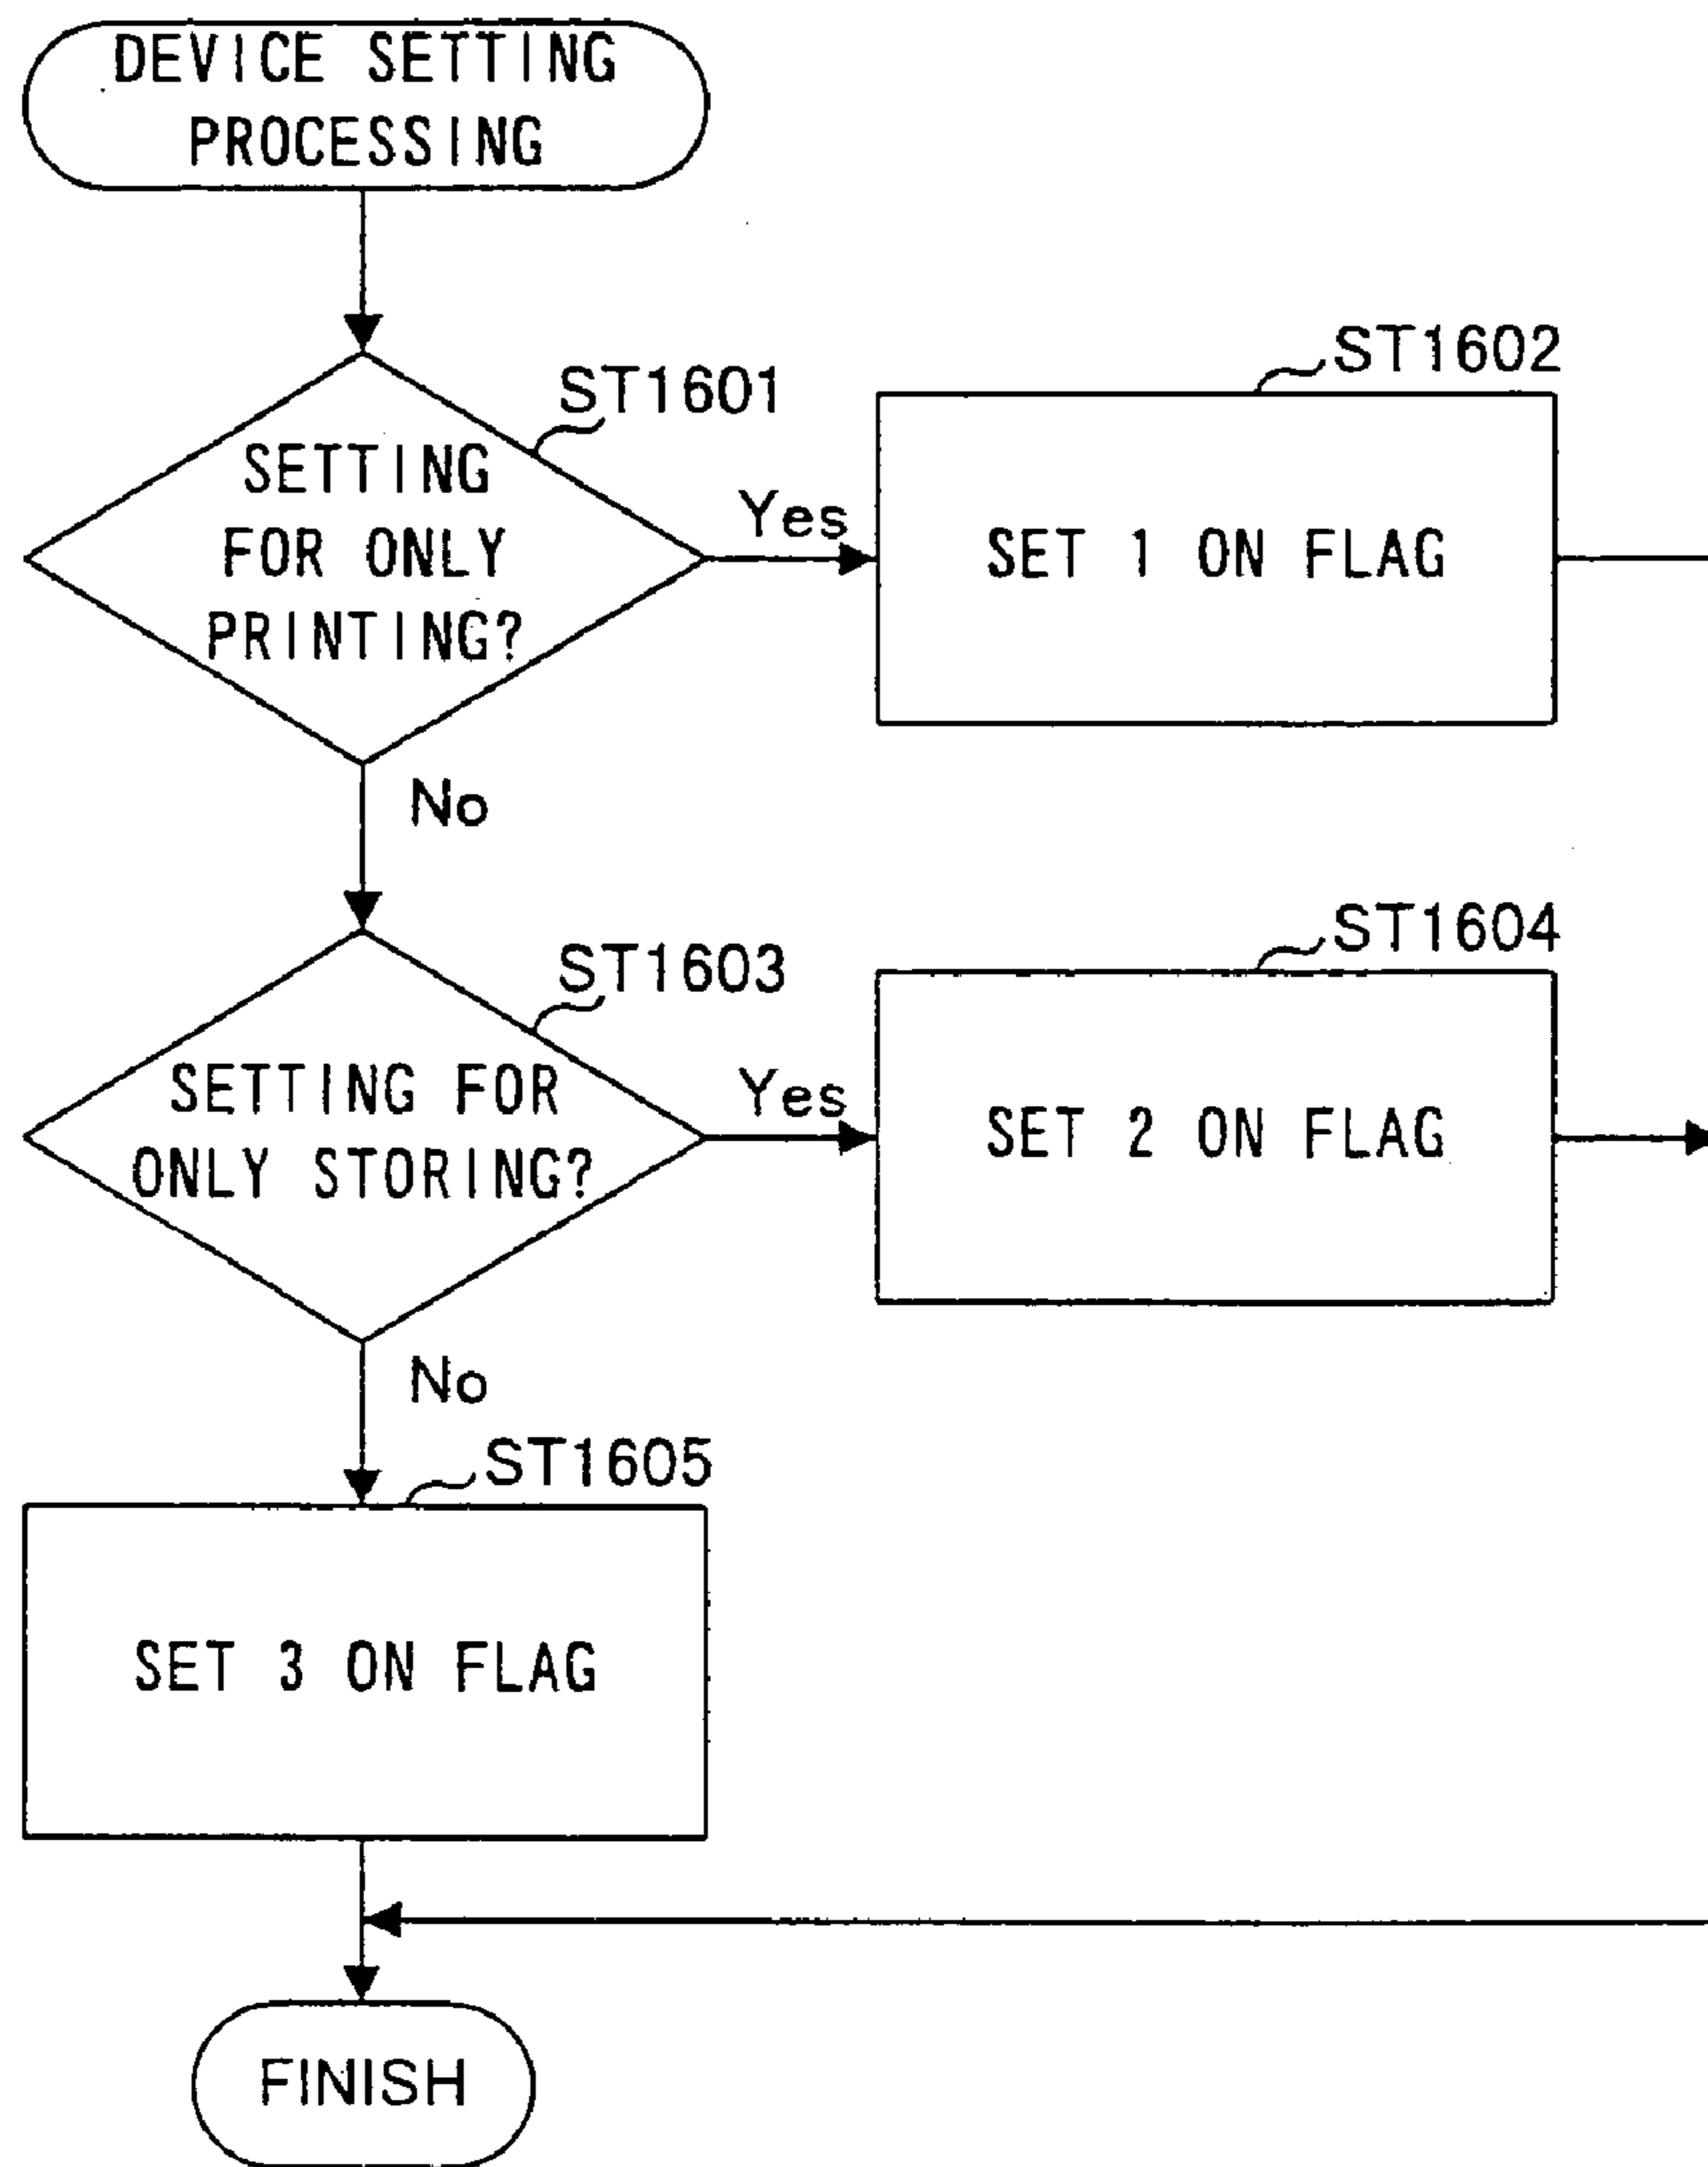 DEVICE SETTING
PROCESSING
ST1601
SETTING
FOR ONLY
PRINTING?
Yes
ST1602
SET 1 ON FLAG
No
ST1603
SETTING FOR
ONLY STORING?
Yes
ST1604
SET 2 ON FLAG
No
ST1605
SET 3 ON FLAG
FINISH